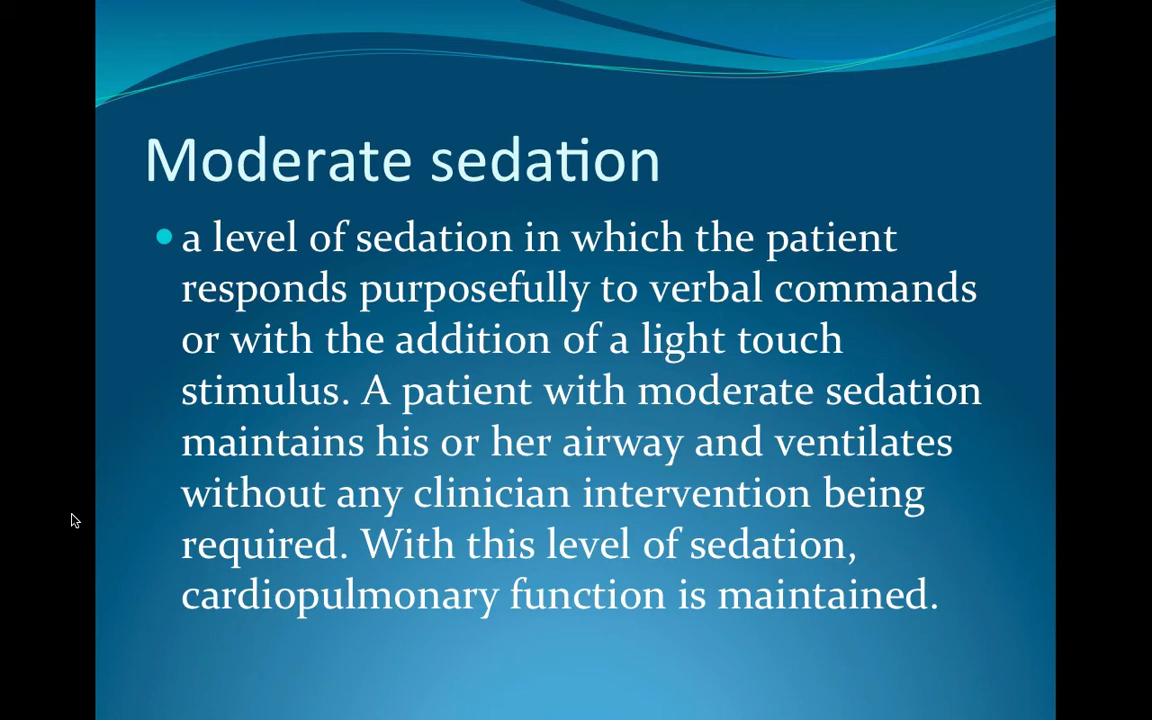 Moderate sedation
• a level of sedation in which the patient
responds purposefully to verbal commands
or with the addition of a light touch
stimulus. A patient with moderate sedation
maintains his or her airway and ventilates
without any clinician intervention being
required. With this level of sedation,
cardiopulmonary function is maintained.